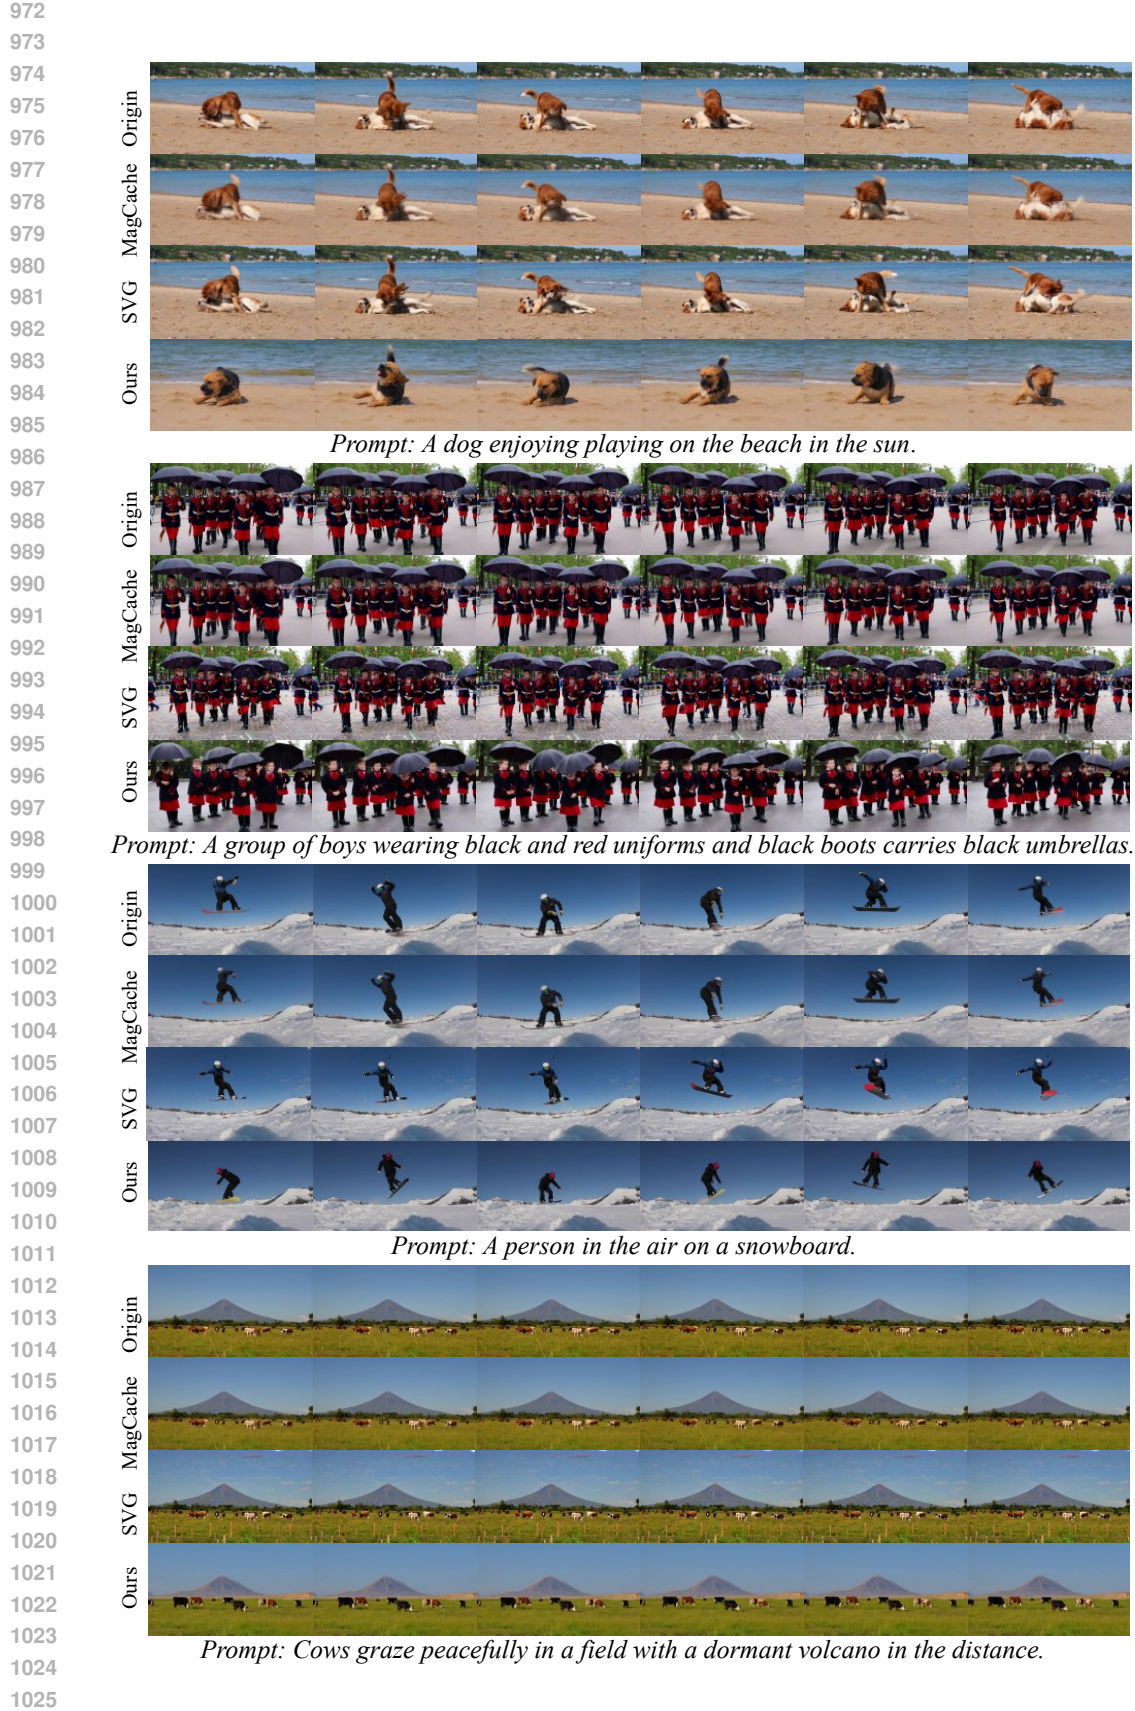 972
973
974
975
976
977
978
979
980
981
982
983
984
985
986
987
988
989
990
991
992
993
994
995
996
997
998
999
1000
1001
1002
1003
1004
1005
1006
1007
1008
1009
1010
1011
1012
1013
1014
1015
1016
1017
1018
1019
1020
1021
1022
1023
1024
1025
Origin
MagCache
SVG
Ours
Prompt: A dog enjoying playing on the beach in the sun.
Origin
MagCache
SVG
Ours
Prompt: A group of boys wearing black and red uniforms and black boots carries black umbrellas.
Origin
MagCache
SVG
Ours
Prompt: A person in the air on a snowboard.
Origin
MagCache
SVG
Ours
Prompt: Cows graze peacefully in a field with a dormant volcano in the distance.